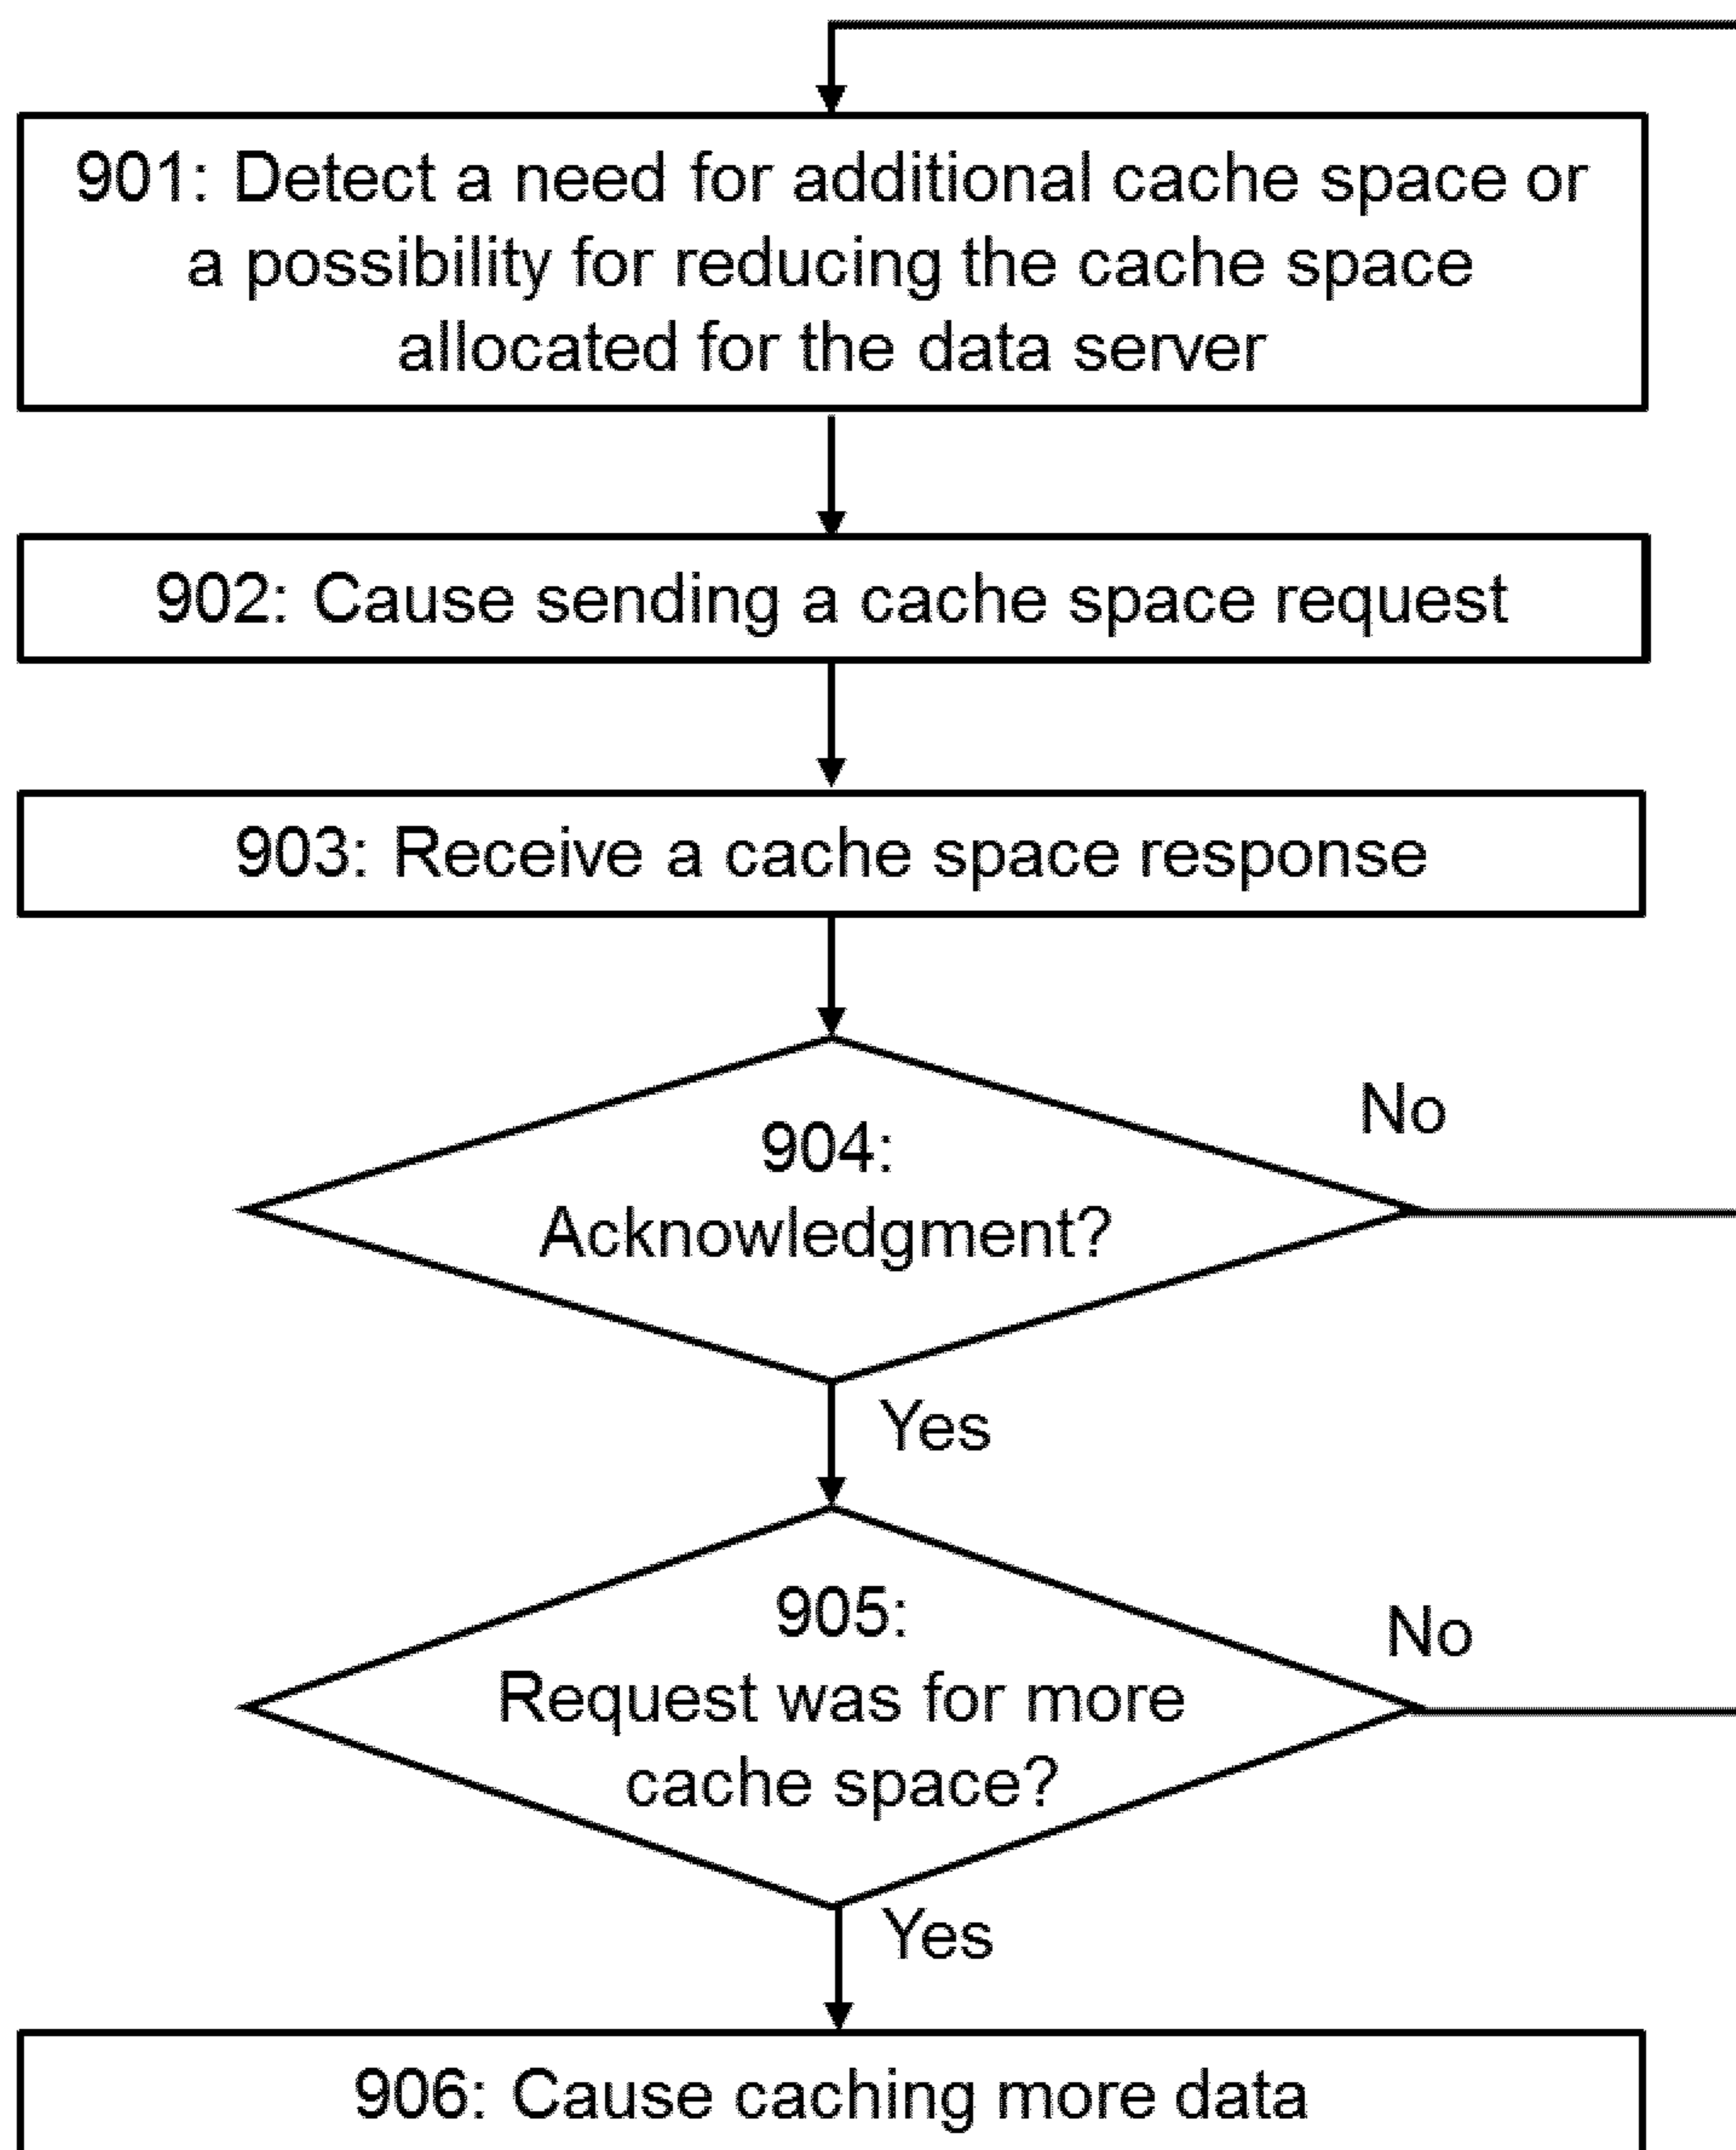 901: Detect a need for additional cache space or
a possibility for reducing the cache space
allocated for the data server
902: Cause sending a cache space request
903: Receive a cache space response
904:
Acknowledgment?
No
Yes
905:
Request was for more
cache space?
No
Yes
906: Cause caching more data